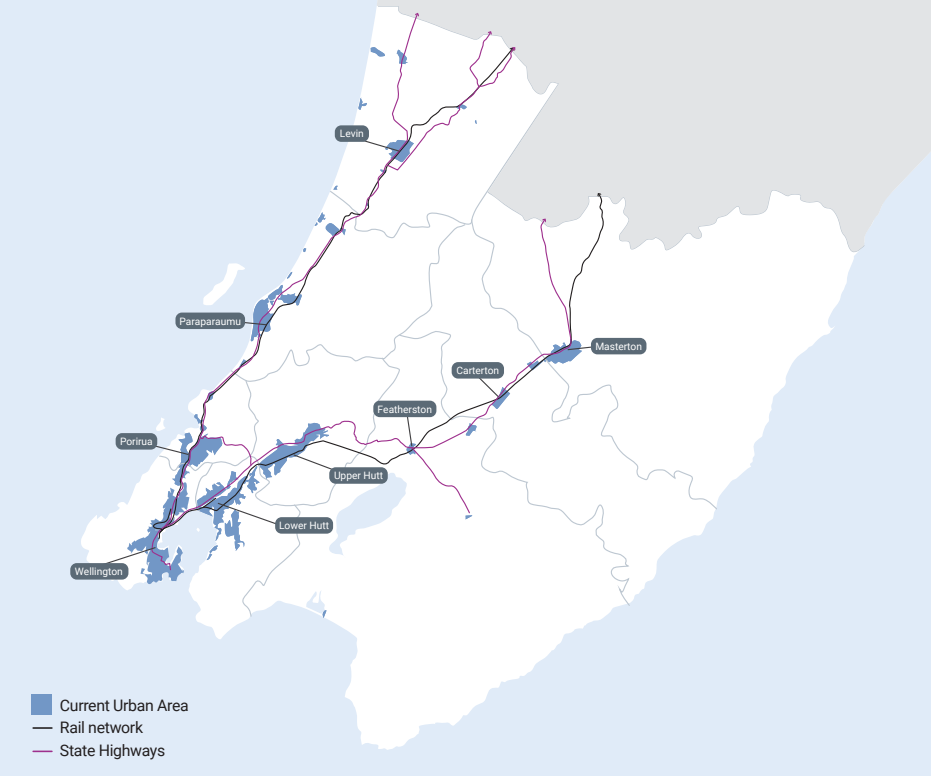 Levin
Paraparaumu
Masterton
Carterton
Featherston
Porirua
Upper Hutt
Lower Hutt
Wellington
Current Urban Area
Rail network
State Highways